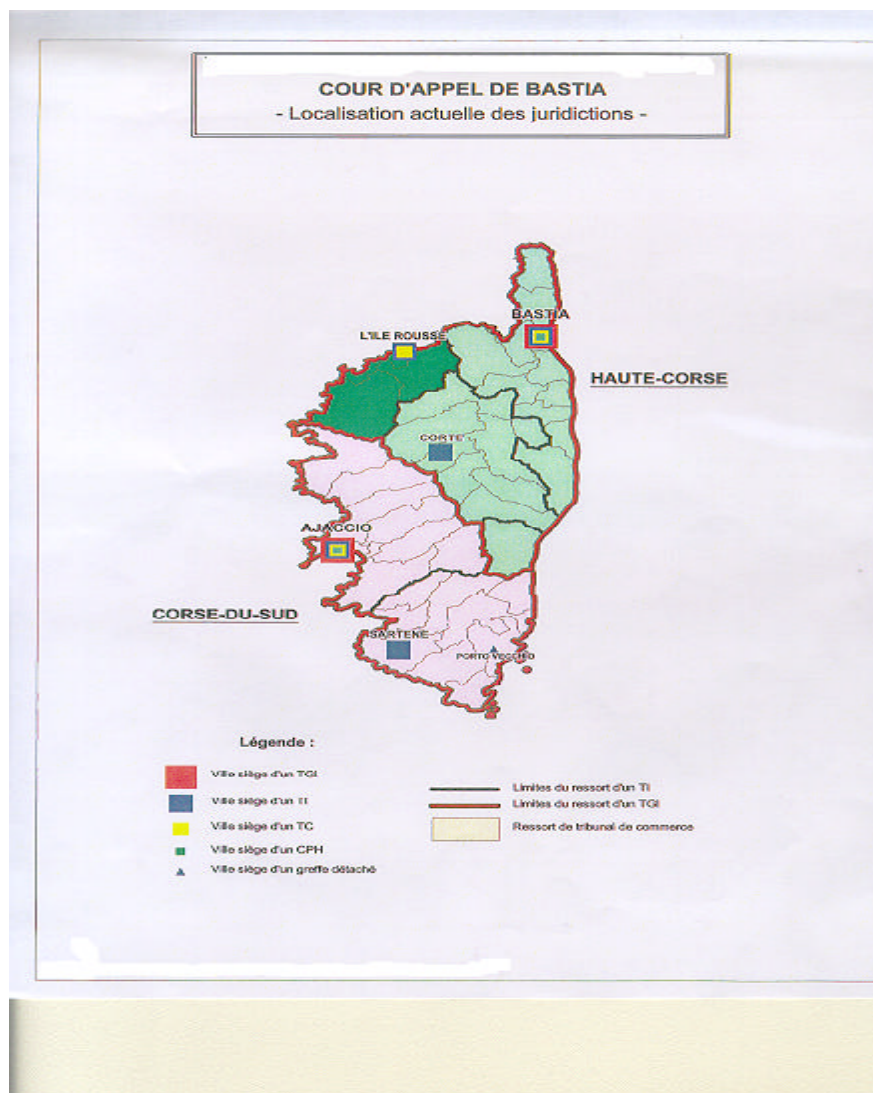 COUR D'APPEL DE BASTIA
- Localisation actuelle des juridictions -
BASTIA
L'ILE ROUSSE
HAUTE-CORSE
CORTE
AJACCIO
CORSE-DU-SUD
SARTENE
PORTO VECCHIO
Légende :
Ville siège d'un TGI
Ville siège d'un TI
Ville siège d'un TC
Ville siège d'un CPH
Ville siège d'un greffe détaché
Limites du ressort d'un TI
Limites du ressort d'un TGI
Ressort de tribunal de commerce